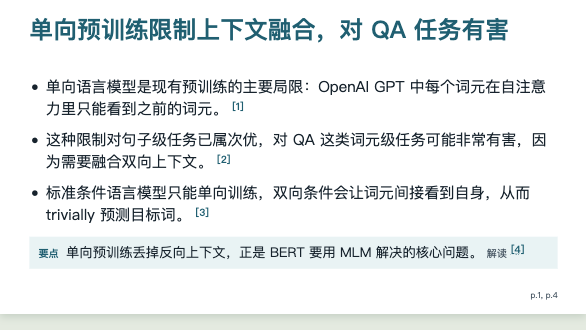 单向预训练限制上下文融合，对 QA 任务有害
• 单向语言模型是现有预训练的主要局限：OpenAI GPT 中每个词元在自注意
力里只能看到之前的词元。 [1]
• 这种限制对句子级任务已属次优，对 QA 这类词元级任务可能非常有害，因
为需要融合双向上下文。 [2]
• 标准条件语言模型只能单向训练，双向条件会让词元间接看到自身，从而
trivially 预测目标词。 [3]
要点 单向预训练丢掉反向上下文，正是 BERT 要用 MLM 解决的核心问题。 解读 [4]
p.1, p.4